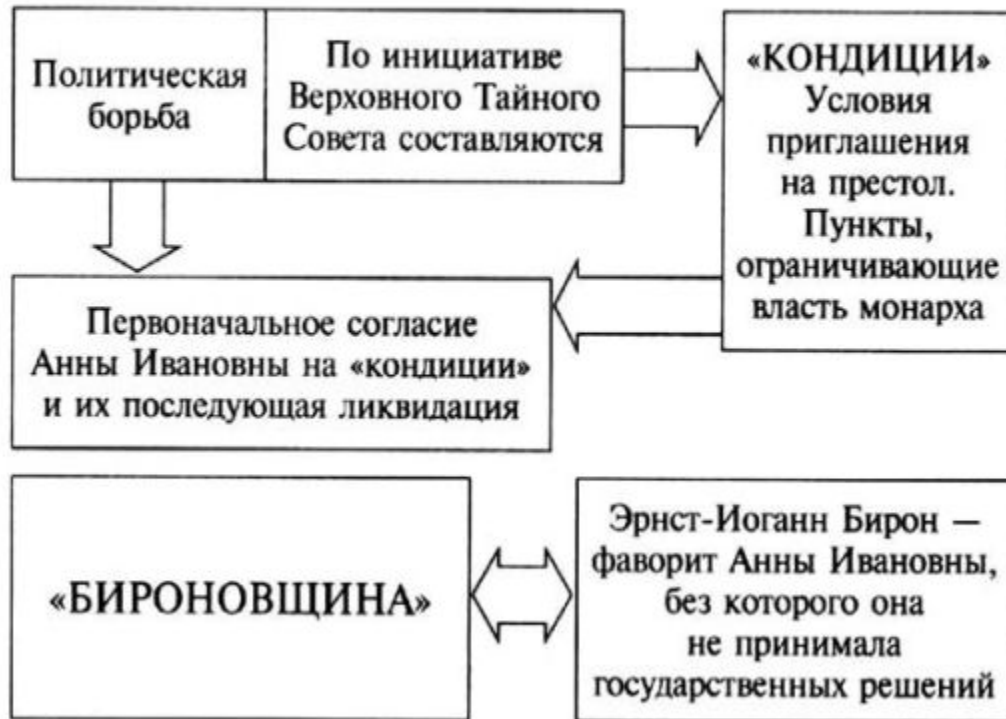 Политическая
борьба
По инициативе
Верховного Тайного
Совета составляются
«КОНДИЦИИ»
Условия
приглашения
на престол.
Пункты,
ограничивающие
власть монарха
Первоначальное согласие
Анны Ивановны на «кондиции»
и их последующая ликвидация
«БИРОНОВЩИНА»
Эрнст-Иоганн Бирон —
фаворит Анны Ивановны,
без которого она
не принимала
государственных решений